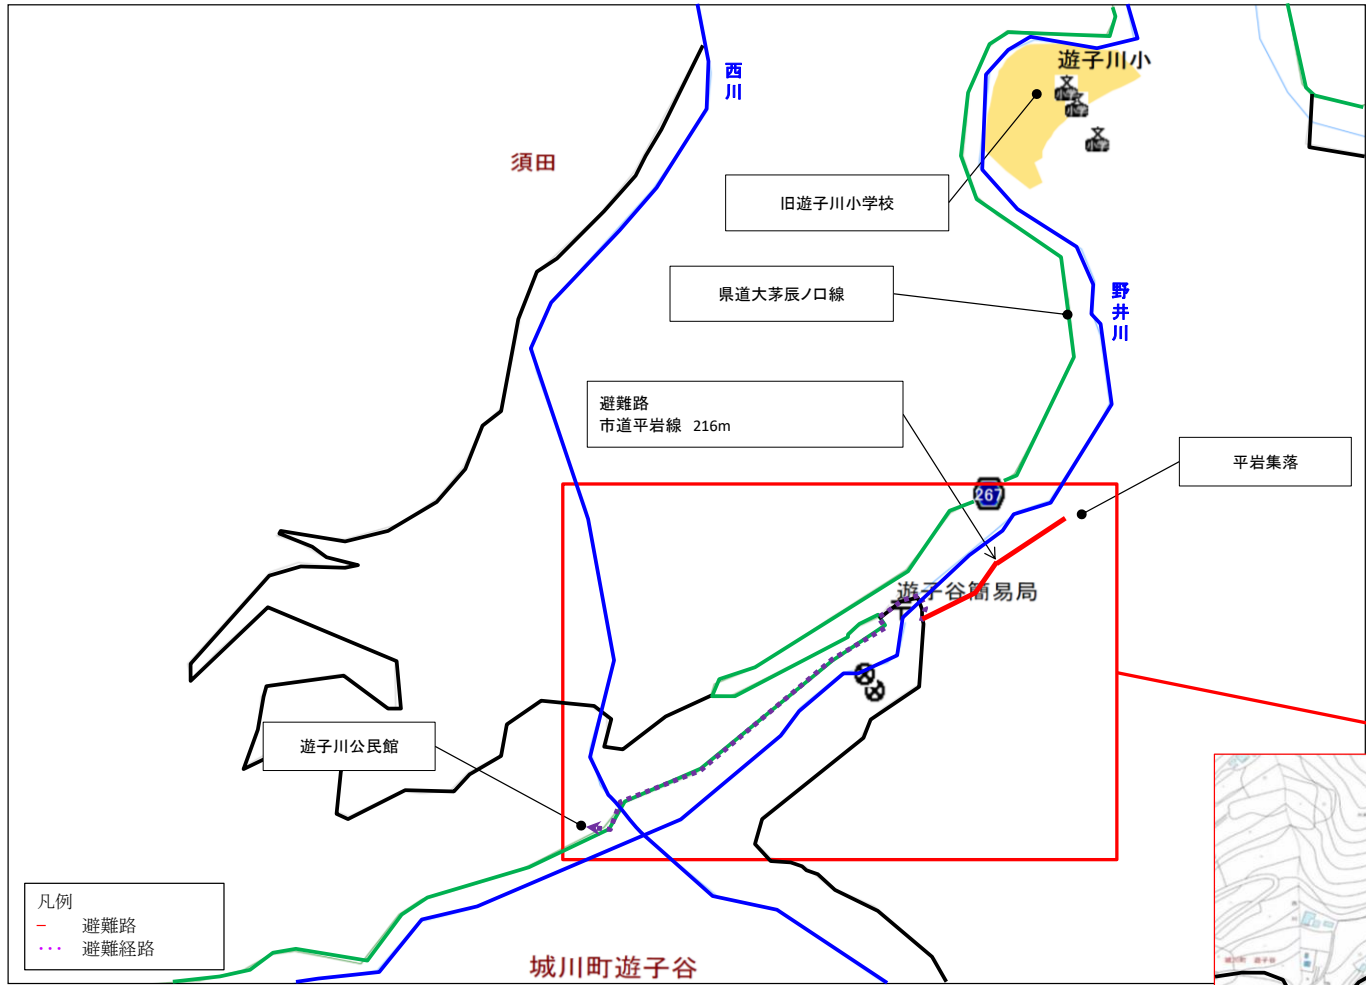 遊子川小
西川
須田
旧遊子川小学校
県道大茅辰ノ口線
野井川
避難路
市道平岩線 216m
平岩集落
267
遊子谷簡易局
遊子川公民館
凡例
避難路
避難経路
城川町遊子谷